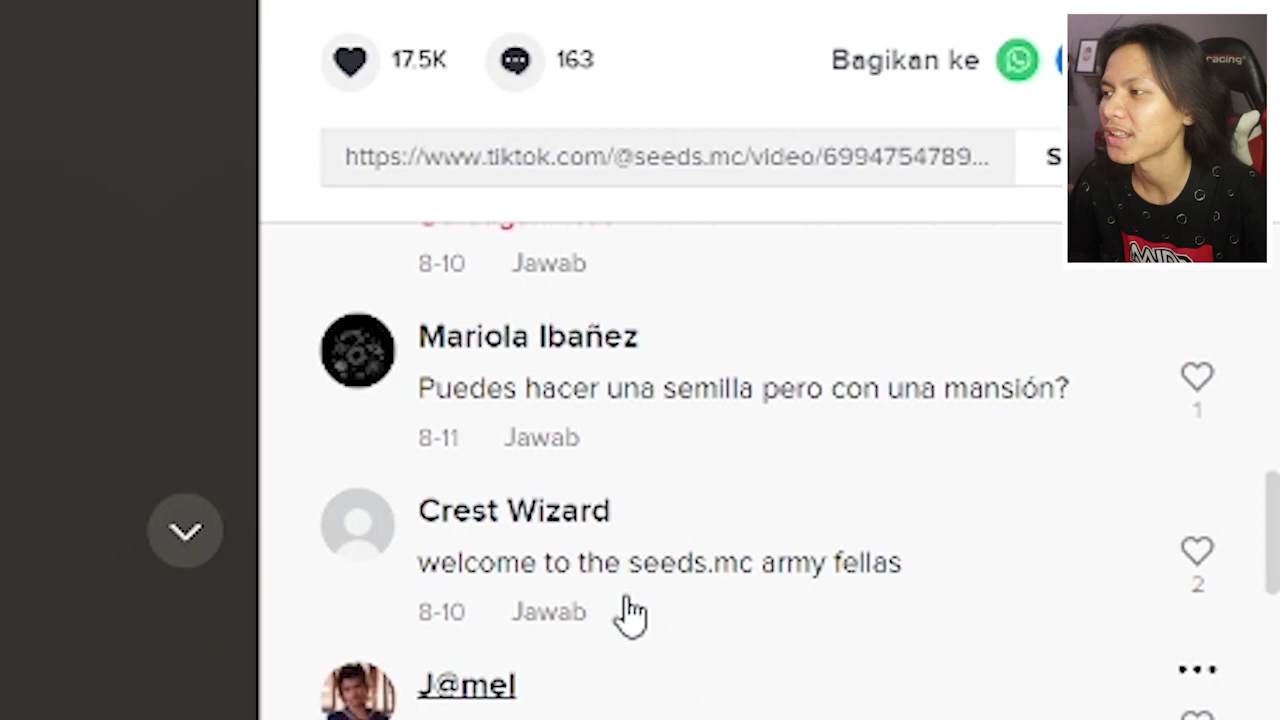 17.5K 163 Bagikan ke
https://www.tiktok.com/@seeds.mc/video/6994754789... S
racing
8-10 Jawab
Mariola Ibañez
Puedes hacer una semilla pero con una mansión?
1
8-11 Jawab
Crest Wizard
welcome to the seeds.mc army fellas
2
8-10 Jawab
J@mel